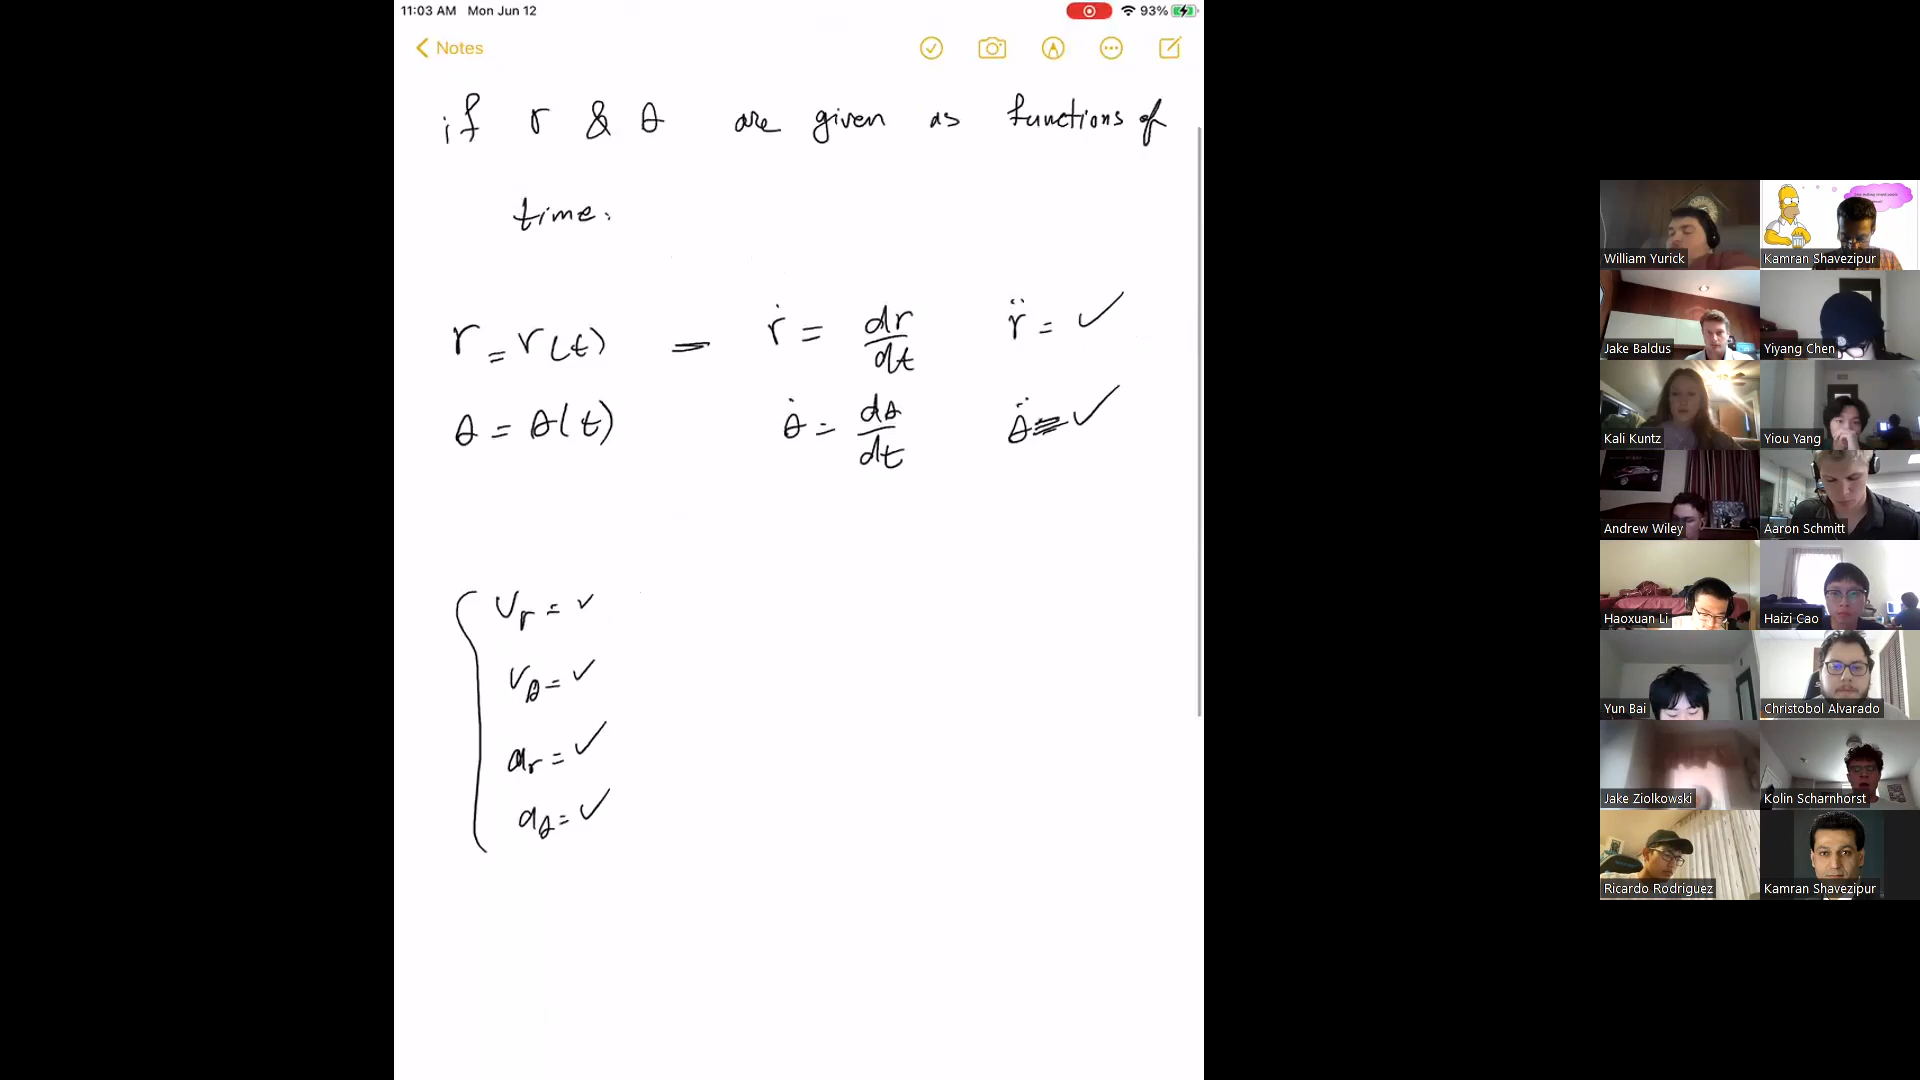 11:03 AM Mon Jun 12
93%
Notes
if r & θ are given as functions of
time.
r = r(t) = ṙ = dr/dt r̈ = ✓
θ = θ(t) θ̇ = dθ/dt θ̈ = ✓
v_r = ✓
v_θ = ✓
a_r = ✓
a_θ = ✓
William Yurick
Kamran Shavezipur
Jake Baldus
Yiyang Chen
Kali Kuntz
Yiou Yang
Andrew Wiley
Aaron Schmitt
Haoxuan Li
Haizi Cao
Yun Bai
Christobol Alvarado
Jake Ziolkowski
Kolin Scharnhorst
Ricardo Rodriguez
Kamran Shavezipur